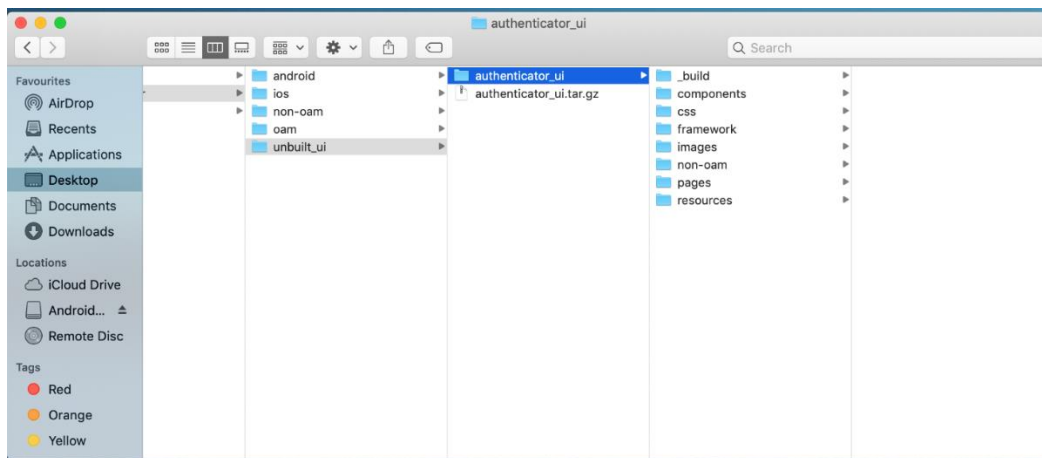 authenticator_ui
Search
Favourites
AirDrop
Recents
Applications
Desktop
Documents
Downloads
Locations
iCloud Drive
Android...
Remote Disc
Tags
Red
Orange
Yellow
android
ios
non-oam
oam
unbuilt_ui
authenticator_ui
authenticator_ui.tar.gz
_build
components
css
framework
images
non-oam
pages
resources